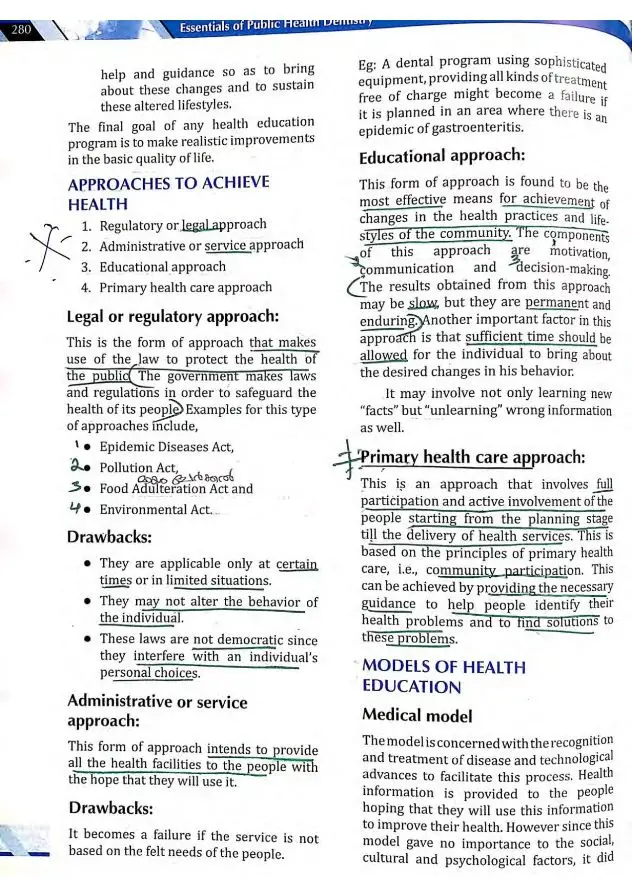 280
Essentials of Public Health Dentistry
help and guidance so as to bring
about these changes and to sustain
these altered lifestyles.
The final goal of any health education
program is to make realistic improvements
in the basic quality of life.
APPROACHES TO ACHIEVE
HEALTH
1. Regulatory or legal approach
2. Administrative or service approach
3. Educational approach
4. Primary health care approach
Legal or regulatory approach:
This is the form of approach that makes
use of the law to protect the health of
the public. The government makes laws
and regulations in order to safeguard the
health of its people. Examples for this type
of approaches include,
1 • Epidemic Diseases Act,
2 • Pollution Act,
3 • Food Adulteration Act and
4 • Environmental Act.
Drawbacks:
• They are applicable only at certain
times or in limited situations.
• They may not alter the behavior of
the individual.
• These laws are not democratic since
they interfere with an individual's
personal choices.
Administrative or service
approach:
This form of approach intends to provide
all the health facilities to the people with
the hope that they will use it.
Drawbacks:
It becomes a failure if the service is not
based on the felt needs of the people.
Eg: A dental program using sophisticated
equipment, providing all kinds of treatment
free of charge might become a failure if
it is planned in an area where there is an
epidemic of gastroenteritis.
Educational approach:
This form of approach is found to be the
most effective means for achievement of
changes in the health practices and life-
styles of the community. The components
of this approach are motivation,
communication and decision-making.
The results obtained from this approach
may be slow, but they are permanent and
enduring. Another important factor in this
approach is that sufficient time should be
allowed for the individual to bring about
the desired changes in his behavior.
It may involve not only learning new
“facts” but “unlearning” wrong information
as well.
Primary health care approach:
This is an approach that involves full
participation and active involvement of the
people starting from the planning stage
till the delivery of health services. This is
based on the principles of primary health
care, i.e., community participation. This
can be achieved by providing the necessary
guidance to help people identify their
health problems and to find solutions to
these problems.
MODELS OF HEALTH
EDUCATION
Medical model
The model is concerned with the recognition
and treatment of disease and technological
advances to facilitate this process. Health
information is provided to the people
hoping that they will use this information
to improve their health. However since this
model gave no importance to the social,
cultural and psychological factors, it did